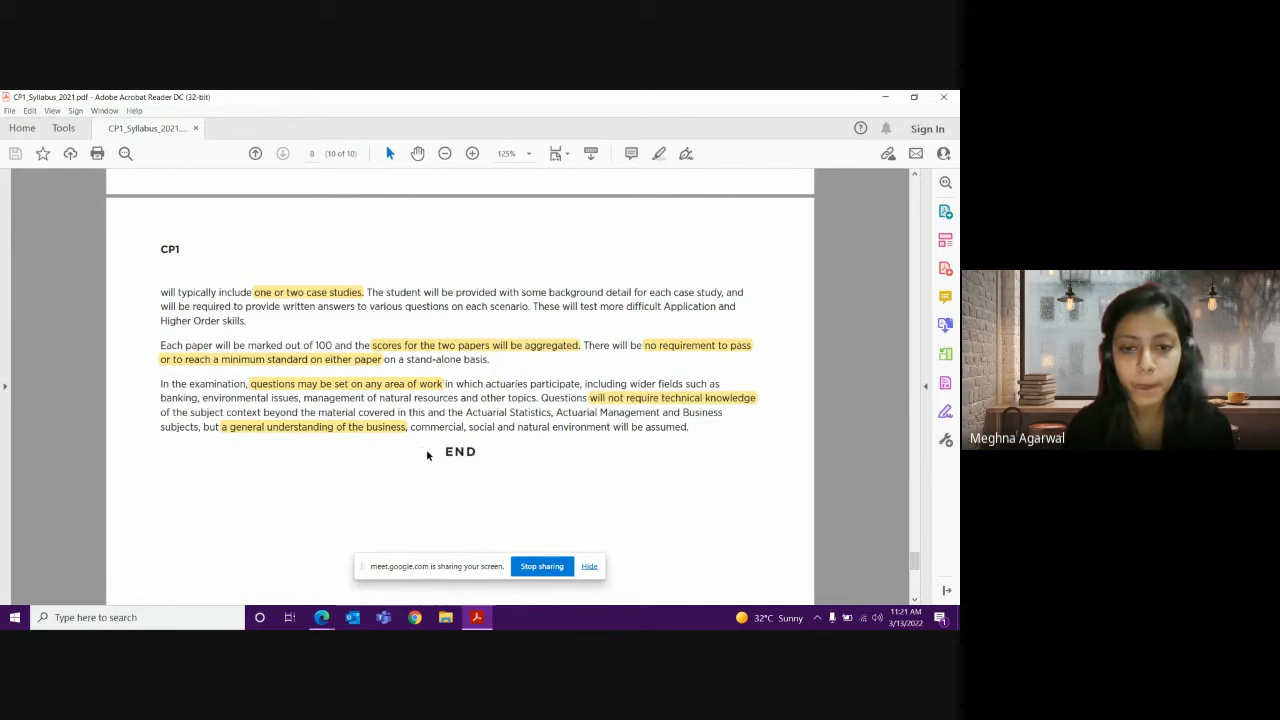 CP1_Syllabus_2021.pdf - Adobe Acrobat Reader DC (32-bit)
File Edit View Sign Window Help
Home Tools CP1_Syllabus_2021.... × Sign In
8 (10 of 10) 125%
CP1
will typically include one or two case studies. The student will be provided with some background detail for each case study, and
will be required to provide written answers to various questions on each scenario. These will test more difficult Application and
Higher Order skills.
Each paper will be marked out of 100 and the scores for the two papers will be aggregated. There will be no requirement to pass
or to reach a minimum standard on either paper on a stand-alone basis.
In the examination, questions may be set on any area of work in which actuaries participate, including wider fields such as
banking, environmental issues, management of natural resources and other topics. Questions will not require technical knowledge
of the subject context beyond the material covered in this and the Actuarial Statistics, Actuarial Management and Business
subjects, but a general understanding of the business, commercial, social and natural environment will be assumed.
END
Meghna Agarwal
meet.google.com is sharing your screen. Stop sharing Hide
Type here to search
32°C Sunny
11:21 AM
3/13/2022
1